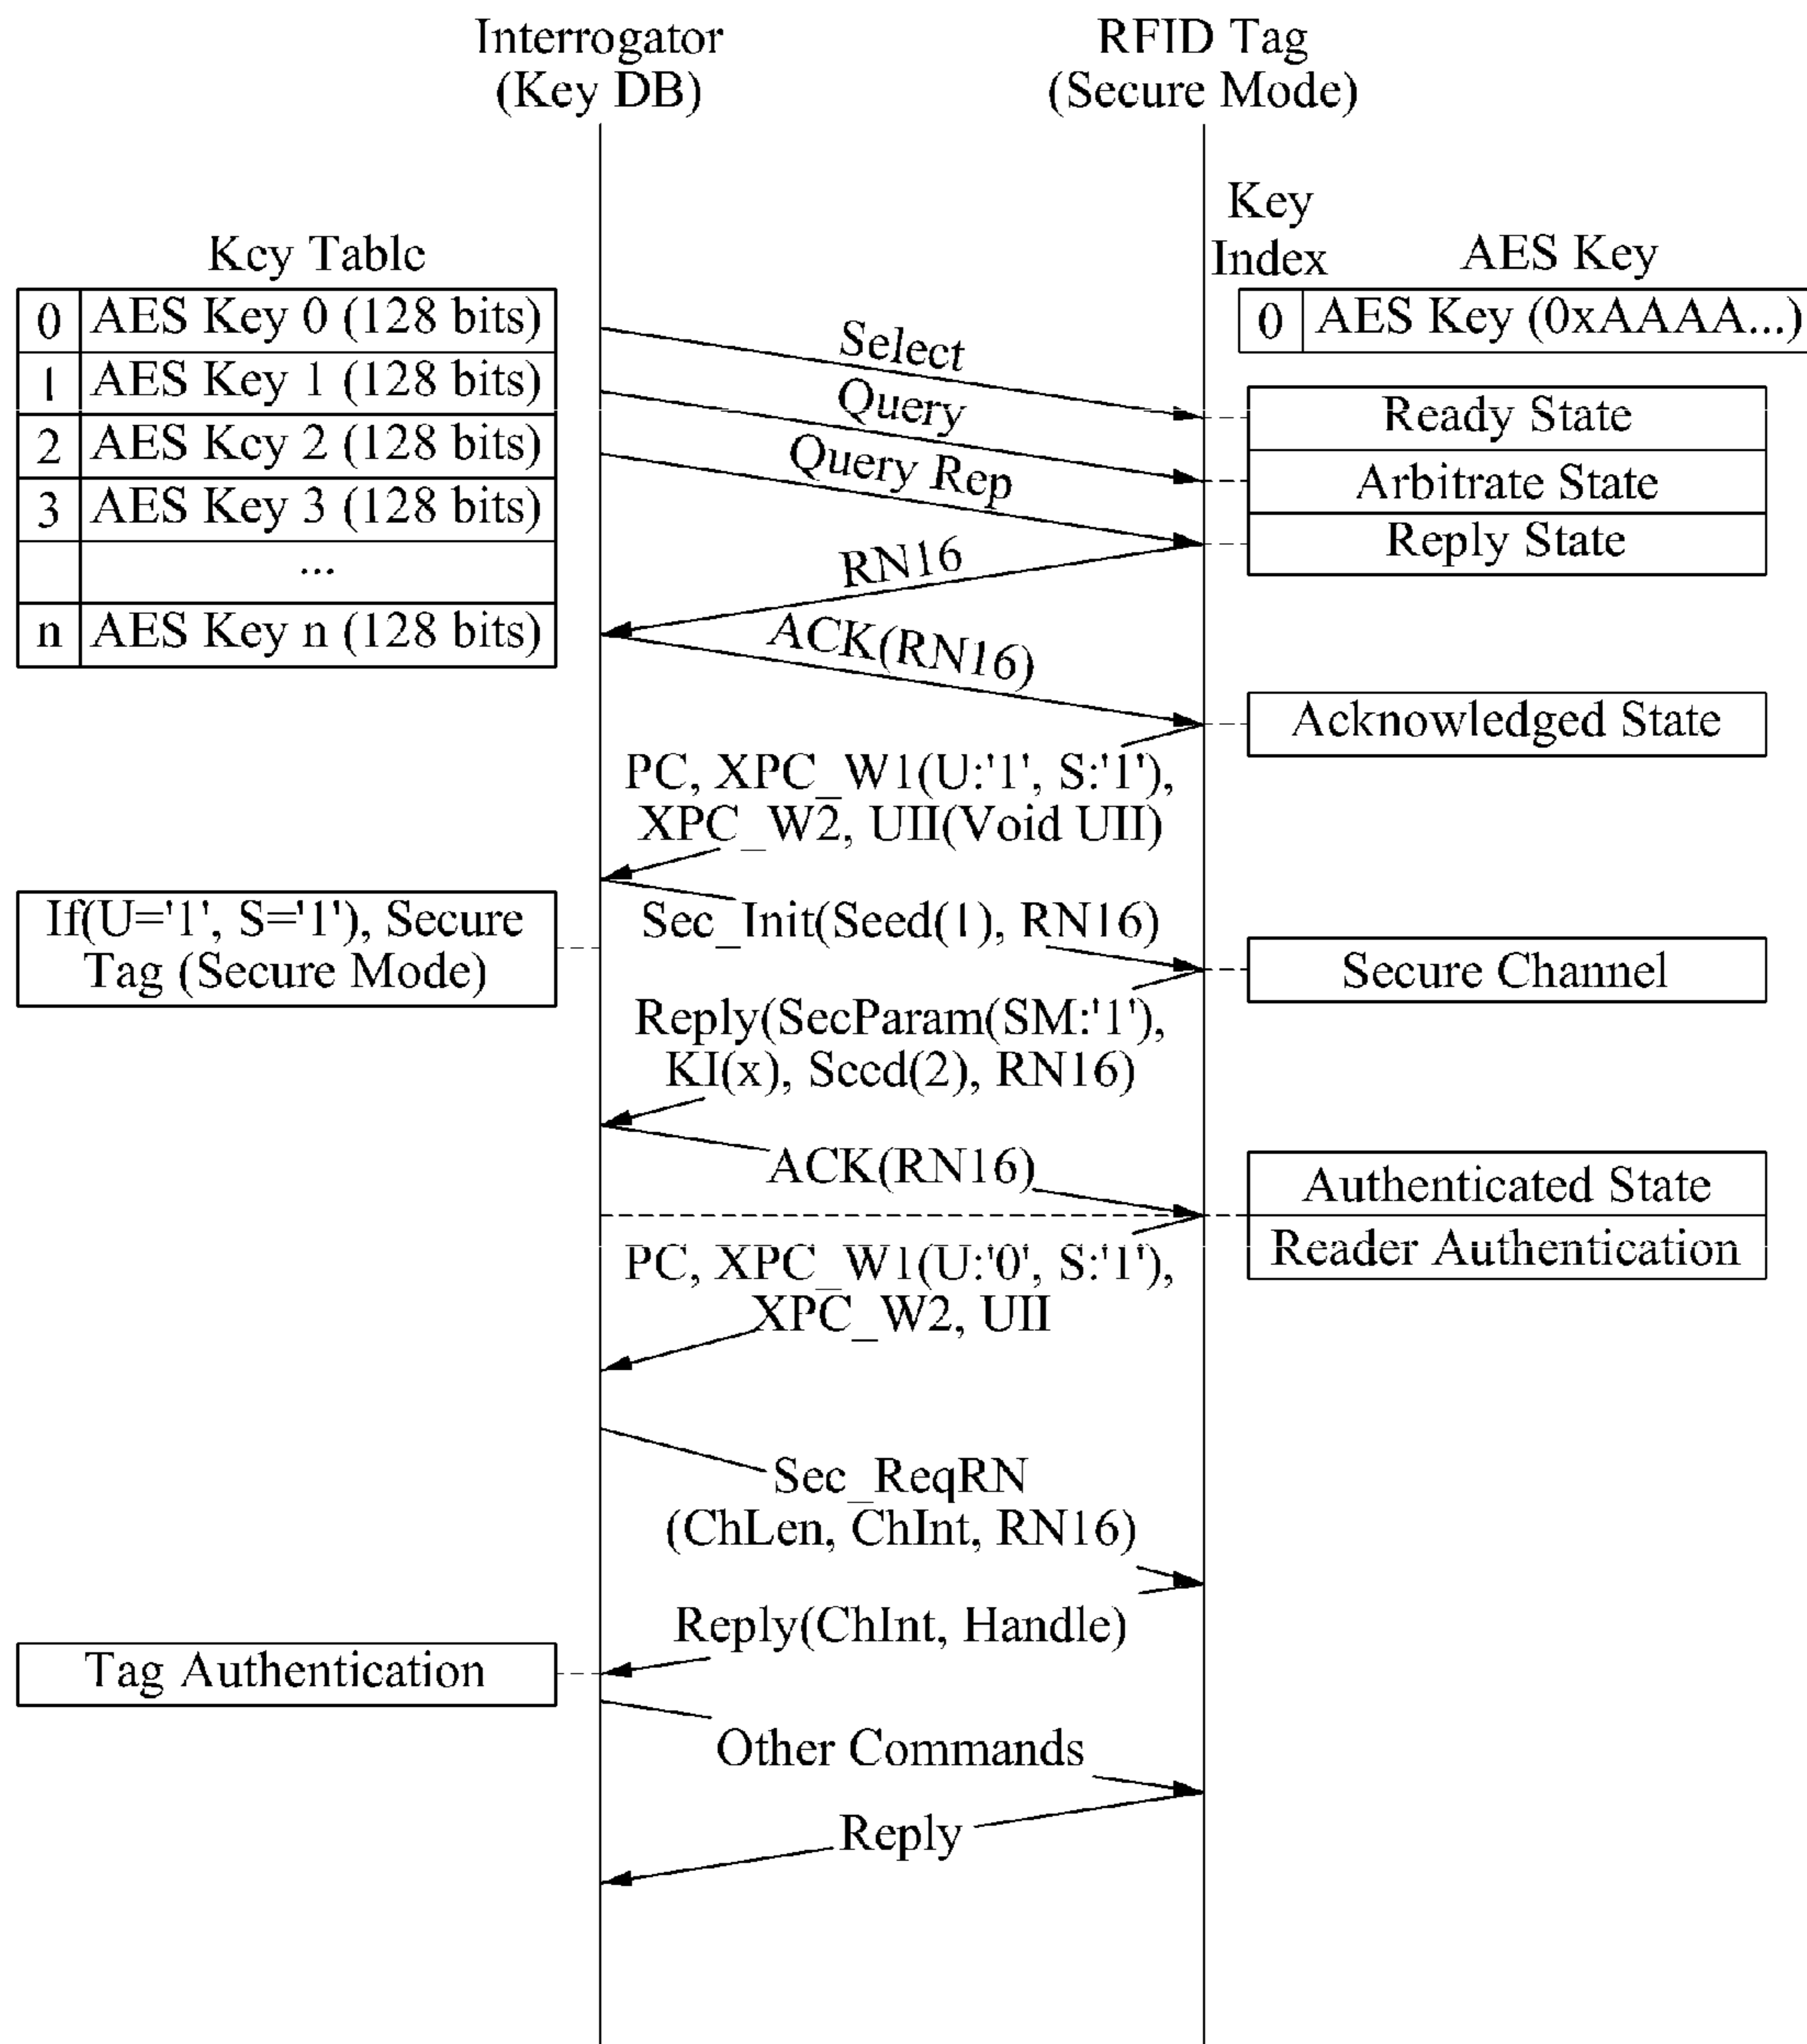 Interrogator
(Key DB)
RFID Tag
(Secure Mode)
Key Table
0 AES Key 0 (128 bits)
1 AES Key 1 (128 bits)
2 AES Key 2 (128 bits)
3 AES Key 3 (128 bits)
...
n AES Key n (128 bits)
Key
Index
AES Key
0 AES Key (0xAAAA...)
Select
Ready State
Query
Arbitrate State
Query Rep
Reply State
RN16
ACK(RN16)
Acknowledged State
PC, XPC_W1(U:'1', S:'1'),
XPC_W2, UII(Void UII)
If(U='1', S='1'), Secure
Tag (Secure Mode)
Sec_Init(Seed(1), RN16)
Secure Channel
Reply(SecParam(SM:'1'),
KI(x), Seed(2), RN16)
ACK(RN16)
Authenticated State
Reader Authentication
PC, XPC_W1(U:'0', S:'1'),
XPC_W2, UII
Sec_ReqRN
(ChLen, ChInt, RN16)
Reply(ChInt, Handle)
Tag Authentication
Other Commands
Reply